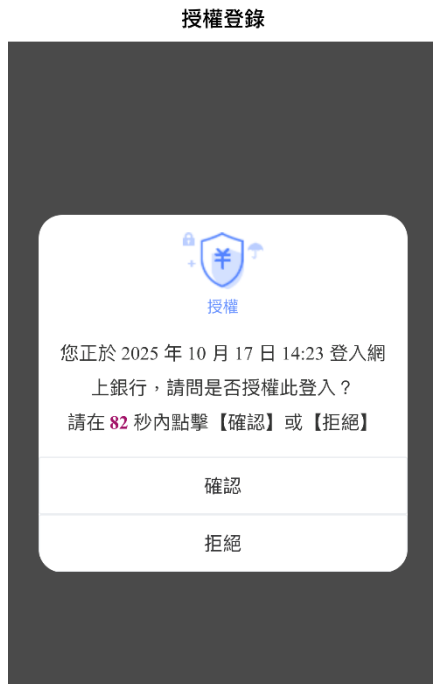 授權登錄
授權
您正於 2025 年 10 月 17 日 14:23 登入網
上銀行，請問是否授權此登入？
請在 82 秒內點擊【確認】或【拒絕】
確認
拒絕